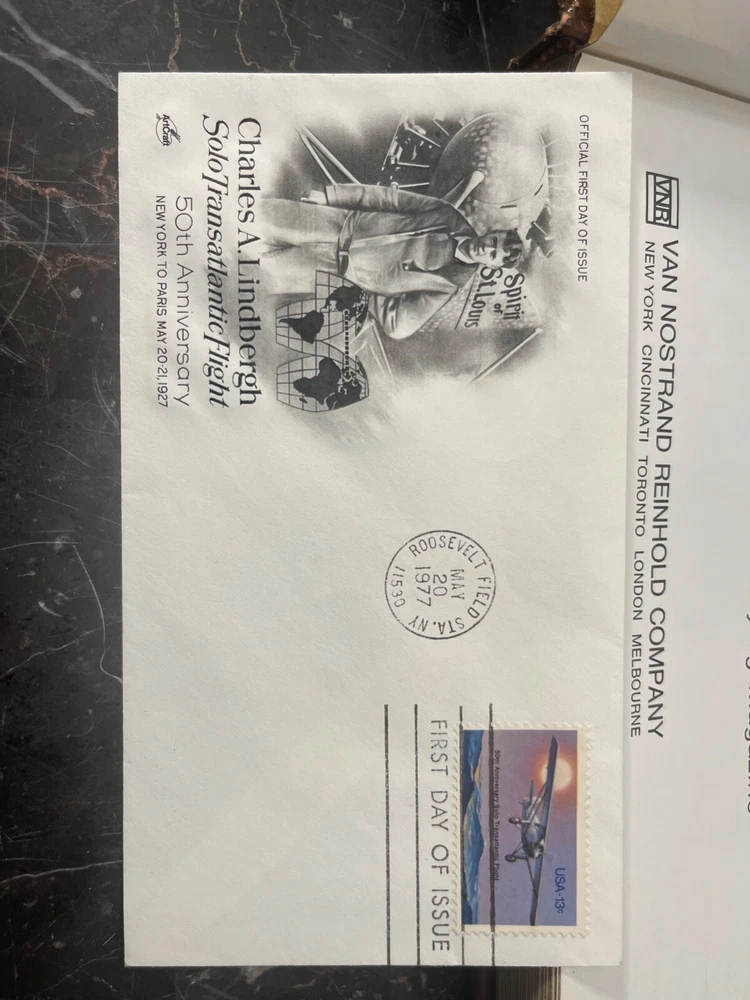 VNR VAN NOSTRAND REINHOLD COMPANY
NEW YORK CINCINNATI TORONTO LONDON MELBOURNE
OFFICIAL FIRST DAY OF ISSUE
Spirit
of
St. Louis
Charles A. Lindbergh
Solo Transatlantic Flight
50th Anniversary
NEW YORK TO PARIS MAY 20-21, 1927
ArtCraft
ROOSEVELT FIELD STA. NY
MAY
20
1977
11530
USA·13c
50th Anniversary Solo Transatlantic Flight
FIRST DAY OF ISSUE